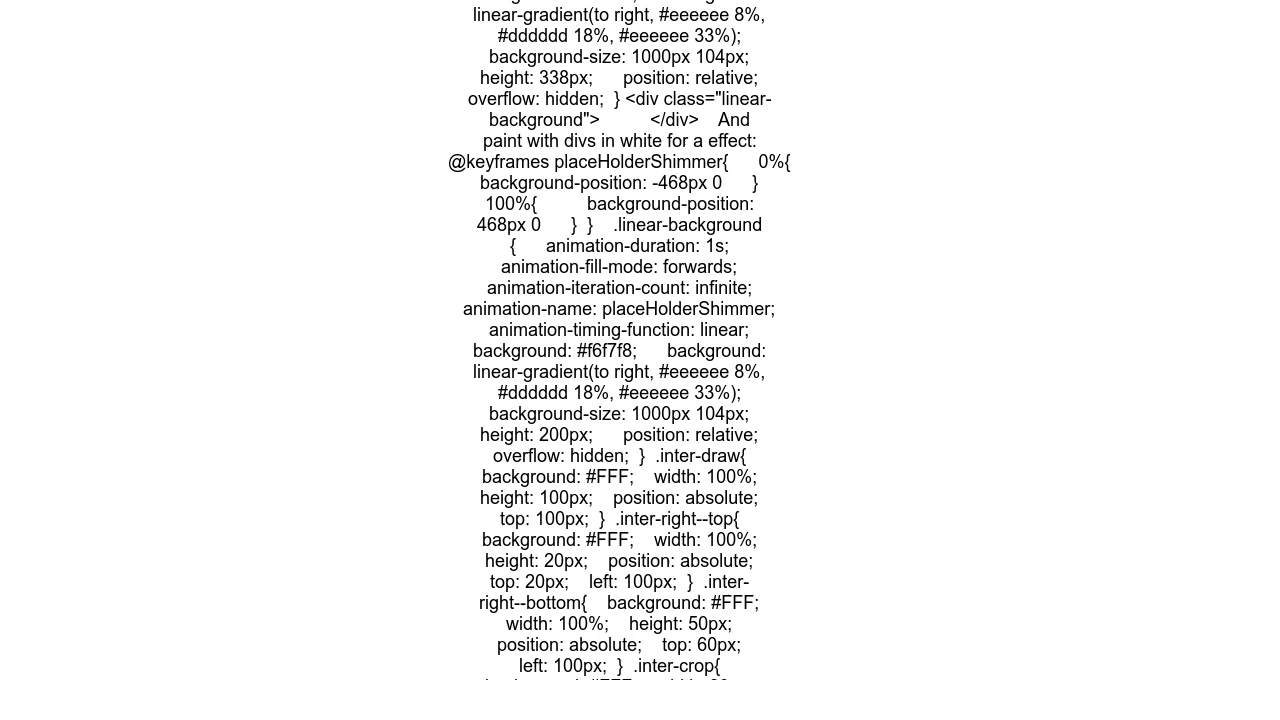 linear-gradient(to right, #eeeeee 8%,
#dddddd 18%, #eeeeee 33%);
background-size: 1000px 104px;
height: 338px;      position: relative;
overflow: hidden;  } <div class="linear-
background">          </div>    And
paint with divs in white for a effect:
@keyframes placeHolderShimmer{      0%{
background-position: -468px 0      }
100%{          background-position:
468px 0      }  }    .linear-background
{      animation-duration: 1s;
animation-fill-mode: forwards;
animation-iteration-count: infinite;
animation-name: placeHolderShimmer;
animation-timing-function: linear;
background: #f6f7f8;      background:
linear-gradient(to right, #eeeeee 8%,
#dddddd 18%, #eeeeee 33%);
background-size: 1000px 104px;
height: 200px;      position: relative;
overflow: hidden;  }  .inter-draw{
background: #FFF;    width: 100%;
height: 100px;    position: absolute;
top: 100px;  }  .inter-right--top{
background: #FFF;    width: 100%;
height: 20px;    position: absolute;
top: 20px;    left: 100px;  }  .inter-
right--bottom{    background: #FFF;
width: 100%;    height: 50px;
position: absolute;    top: 60px;
left: 100px;  }  .inter-crop{